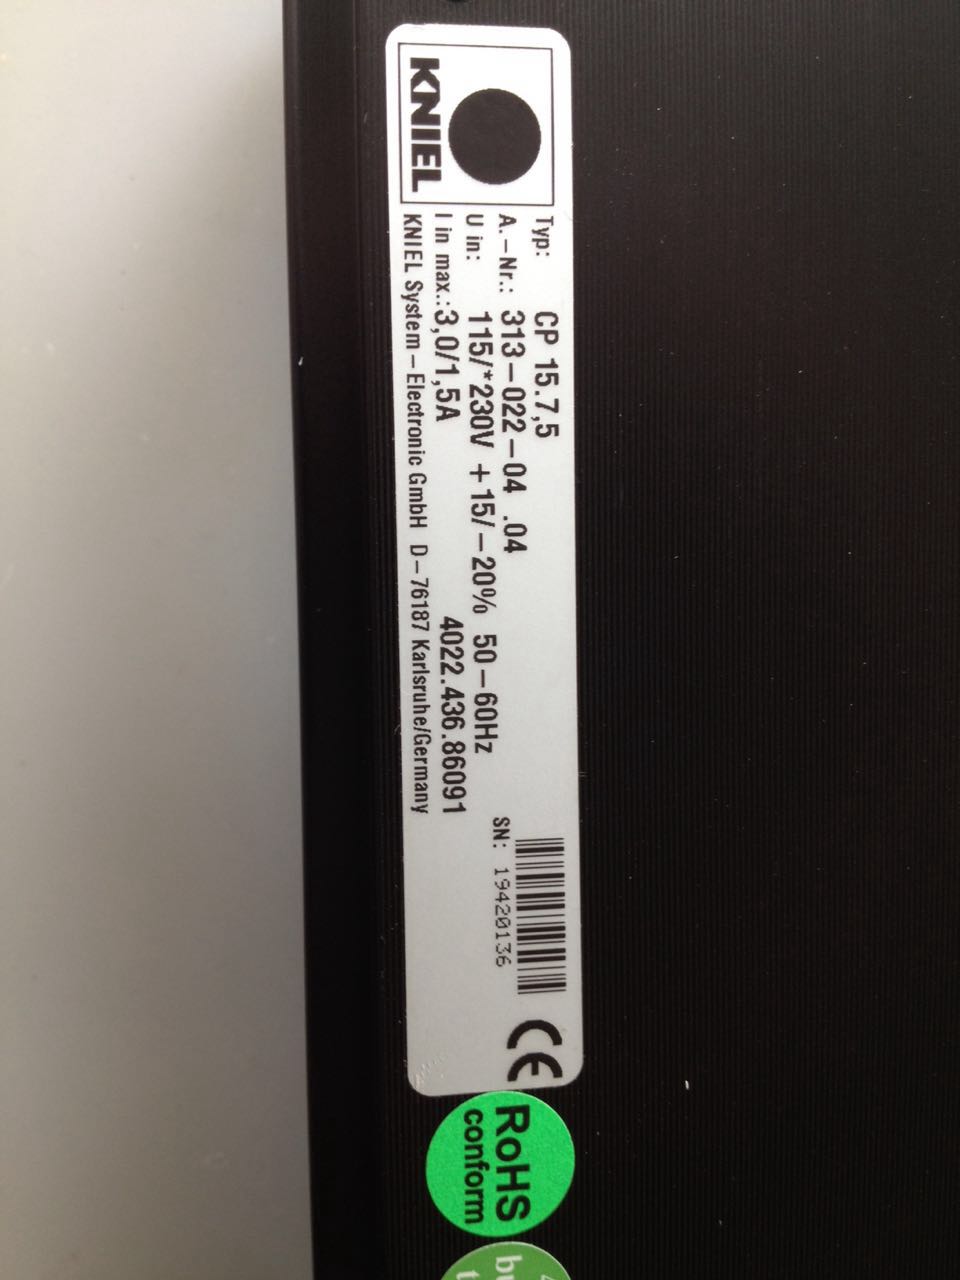 KNIEL
Typ: CP 15.7,5
A.-Nr.: 313-022-04 .04
U in: 115/*230V +15/-20% 50-60Hz
I in max.: 3,0/1,5A 4022.436.86091
KNIEL System-Electronic GmbH D-76187 Karlsruhe/Germany
SN: 19420136
CE
RoHS
conform